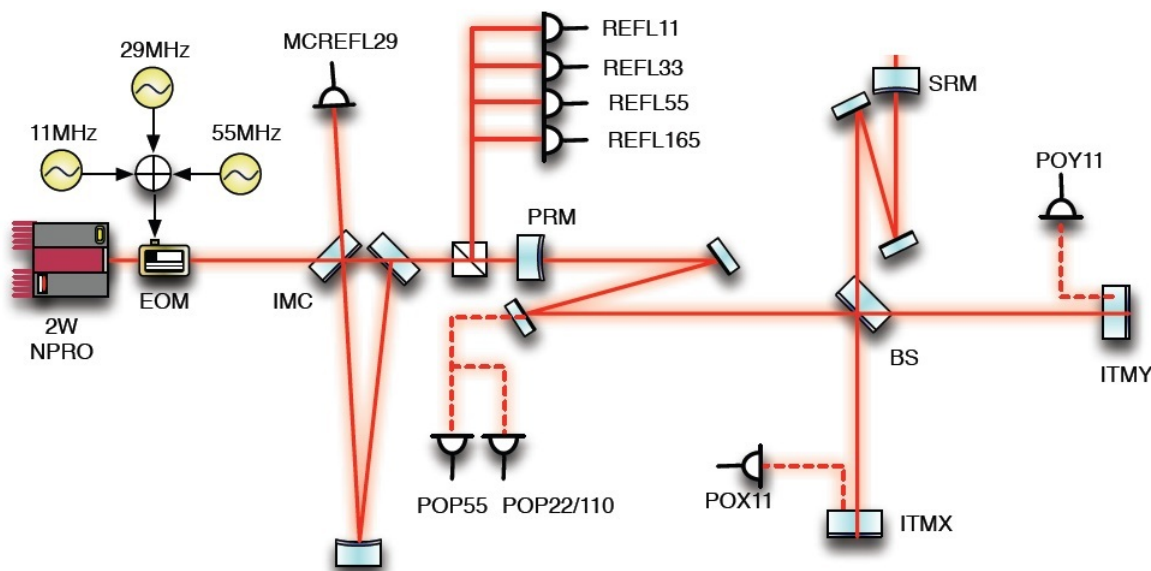 MCREFL29
REFL11
29MHz
REFL33
SRM
REFL55
11MHz
55MHz
REFL165
POY11
PRM
EOM
IMC
2W
NPRO
BS
ITMY
POP55
POP22/110
POX11
ITMX